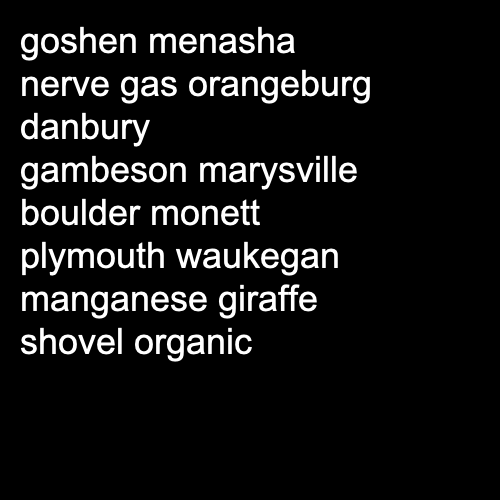 goshen menasha
nerve gas orangeburg
danbury
gambeson marysville
boulder monett
plymouth waukegan
manganese giraffe
shovel organic